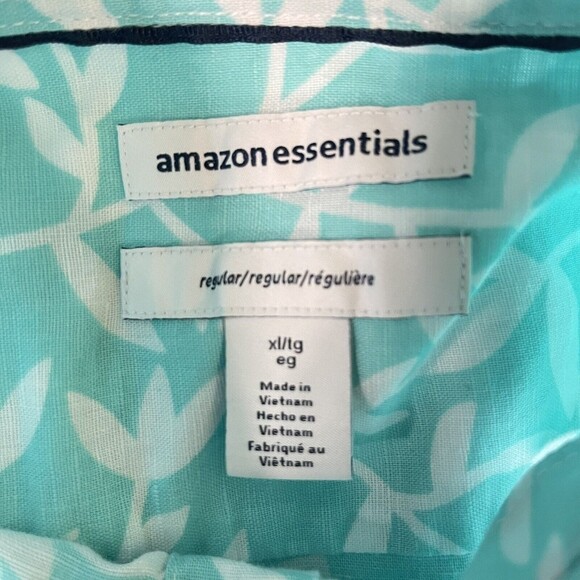 amazon essentials
regular/regular/régulière
xl/tg
eg
Made in
Vietnam
Hecho en
Vietnam
Fabriqué au
Viêtnam